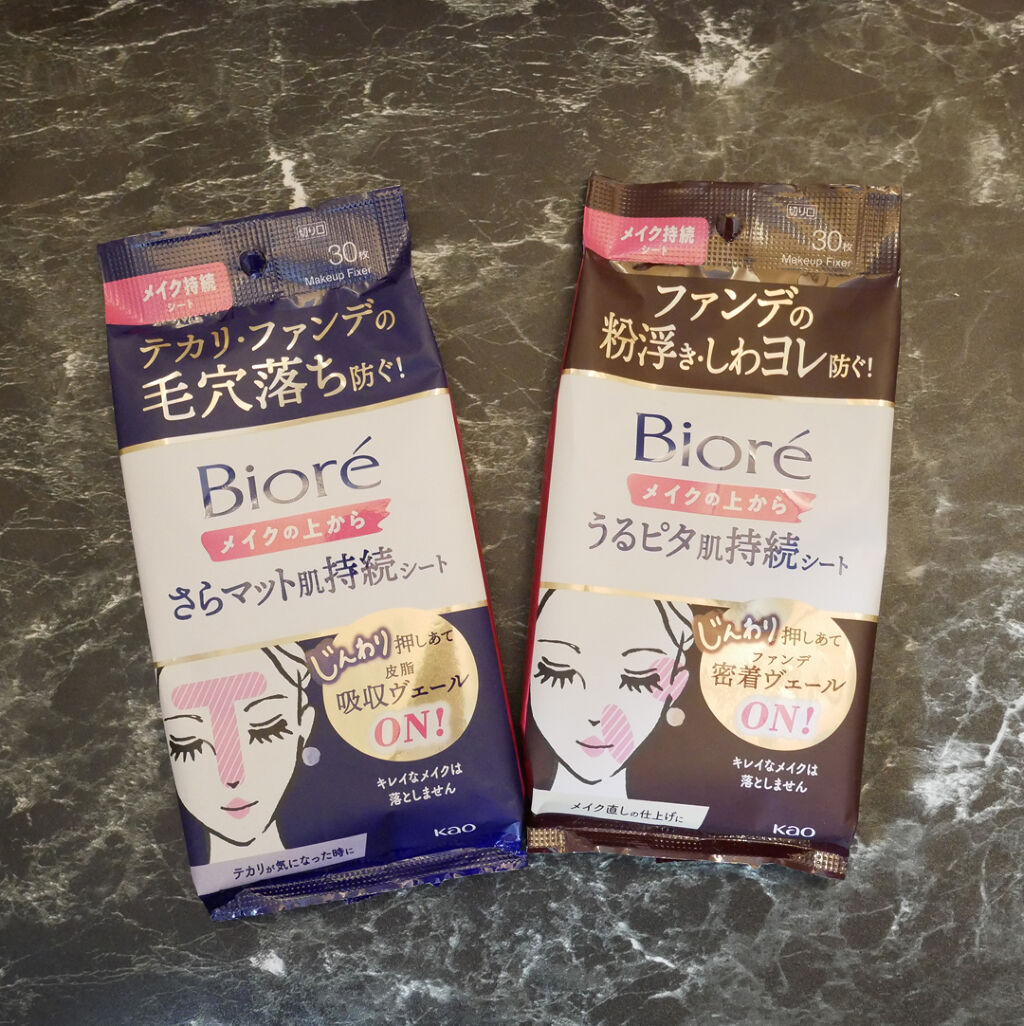 切り口
30枚
Makeup Fixer
メイク持続
シート
テカリ・ファンデの
毛穴落ち防ぐ!
Bioré
メイクの上から
さらマット肌持続シート
じんわり押しあて
皮脂
吸収ヴェール
ON!
キレイなメイクは
落としません
Kao
テカリが気になった時に
切り口
30枚
Makeup Fixer
メイク持続
シート
ファンデの
粉浮き・しわヨレ防ぐ!
Bioré
メイクの上から
うるピタ肌持続シート
じんわり押しあて
ファンデ
密着ヴェール
ON!
キレイなメイクは
落としません
メイク直しの仕上げに
Kao